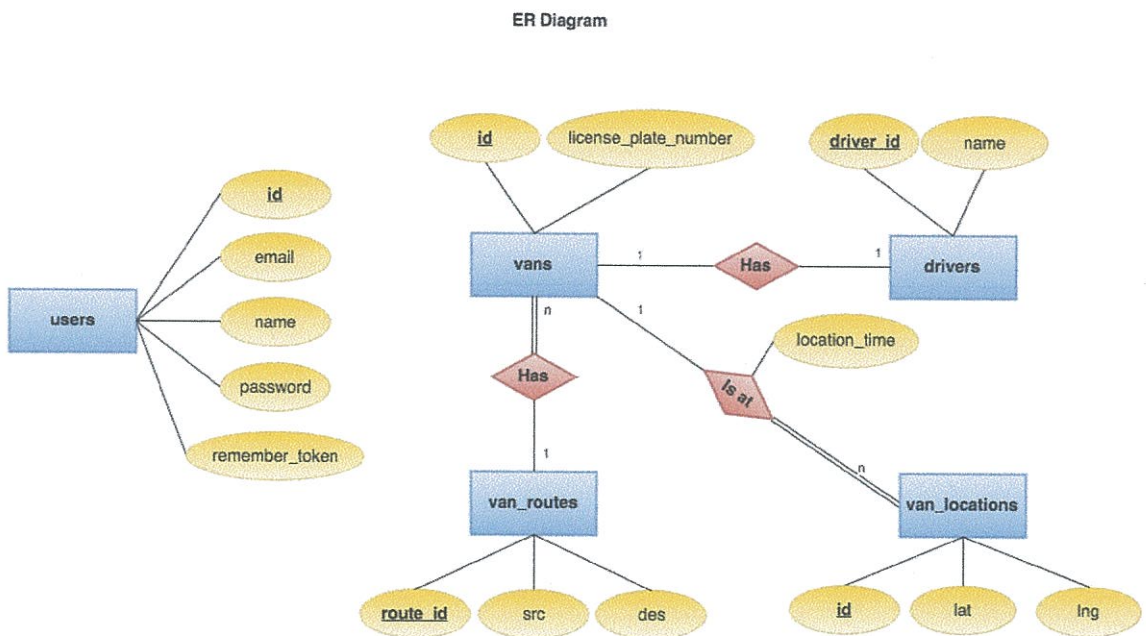 ER Diagram
id
license_plate_number
driver_id
name
id
email
name
password
remember_token
users
vans
1
Has
1
drivers
n
1
location_time
Has
Is at
1
n
van_routes
van_locations
route_id
src
des
id
lat
lng